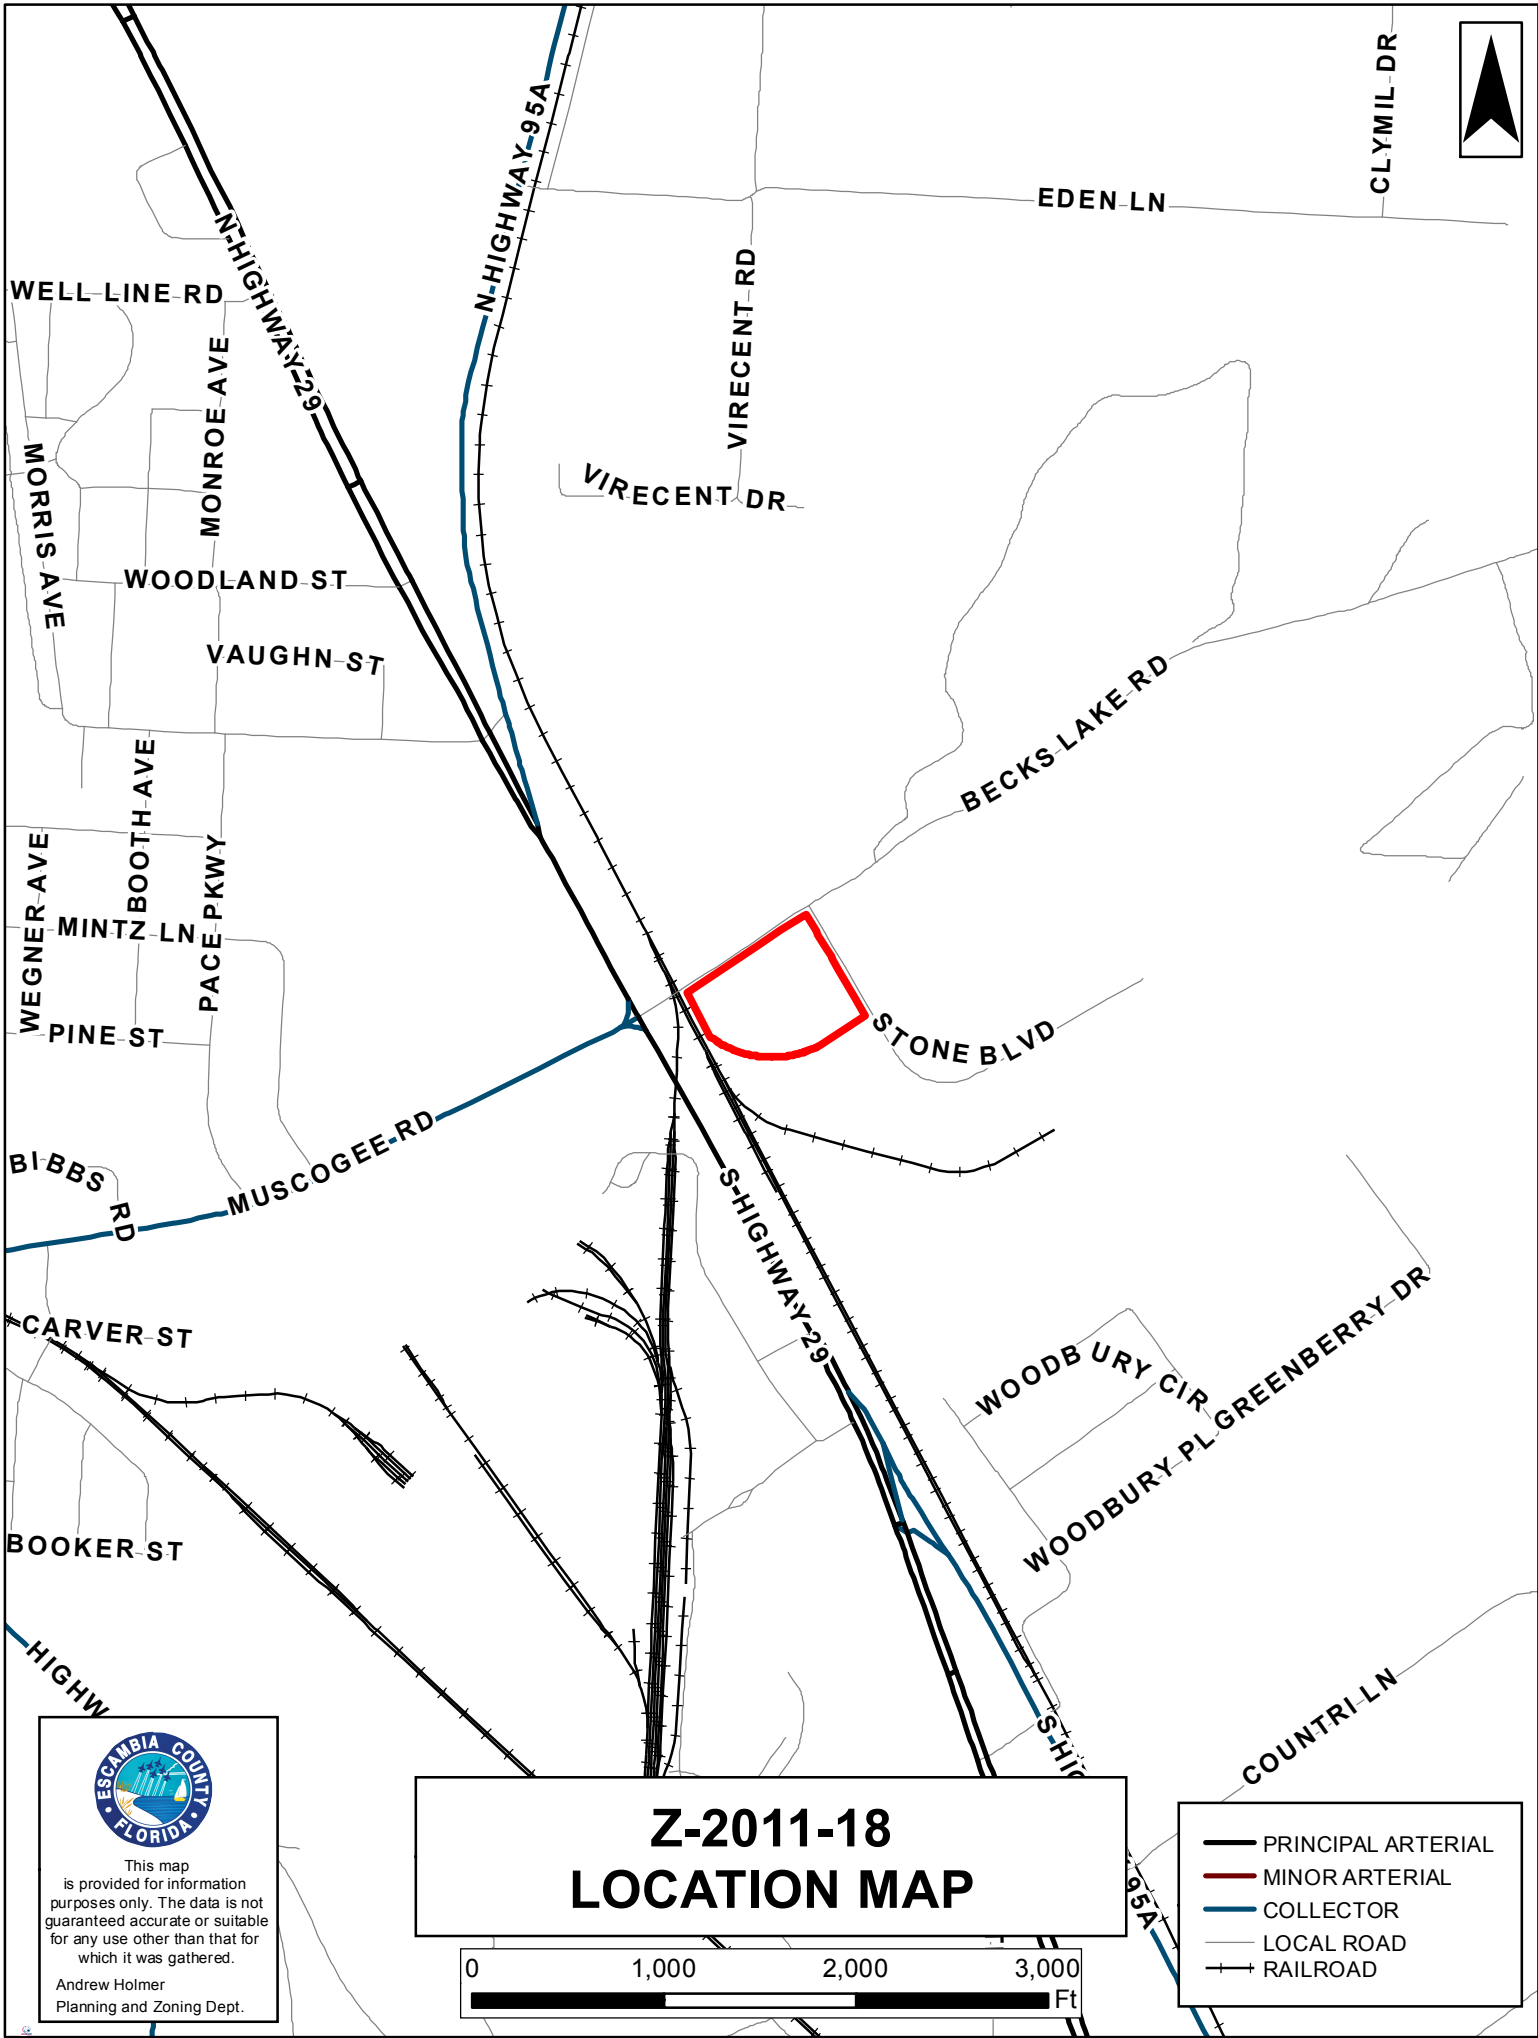 CLYMIL DR
N HIGHWAY 95A
EDEN LN
N HIGHWAY 29
WELL LINE RD
VIRECENT RD
MONROE AVE
MORRIS AVE
VIRECENT DR
WOODLAND ST
VAUGHN ST
BECKS LAKE RD
BOOTH AVE
WEGNER AVE
PACE PKWY
MINTZ LN
PINE ST
STONE BLVD
MUSCOGEE RD
BIBBS RD
S HIGHWAY 29
CARVER ST
WOODBURY CIR
GREENBERRY DR
WOODBURY PL
BOOKER ST
HIGHW
S HIG
95A
COUNTRI LN
ESCAMBIA COUNTY
FLORIDA
This map
is provided for information
purposes only. The data is not
guaranteed accurate or suitable
for any use other than that for
which it was gathered.
Andrew Holmer
Planning and Zoning Dept.
Z-2011-18
LOCATION MAP
0 1,000 2,000 3,000
Ft
PRINCIPAL ARTERIAL
MINOR ARTERIAL
COLLECTOR
LOCAL ROAD
RAILROAD